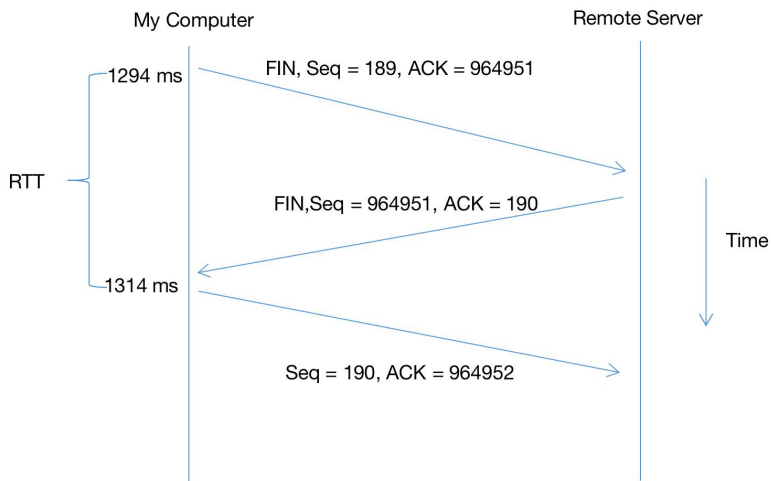 My Computer
Remote Server
1294 ms
FIN, Seq = 189, ACK = 964951
RTT
FIN,Seq = 964951, ACK = 190
Time
1314 ms
Seq = 190, ACK = 964952